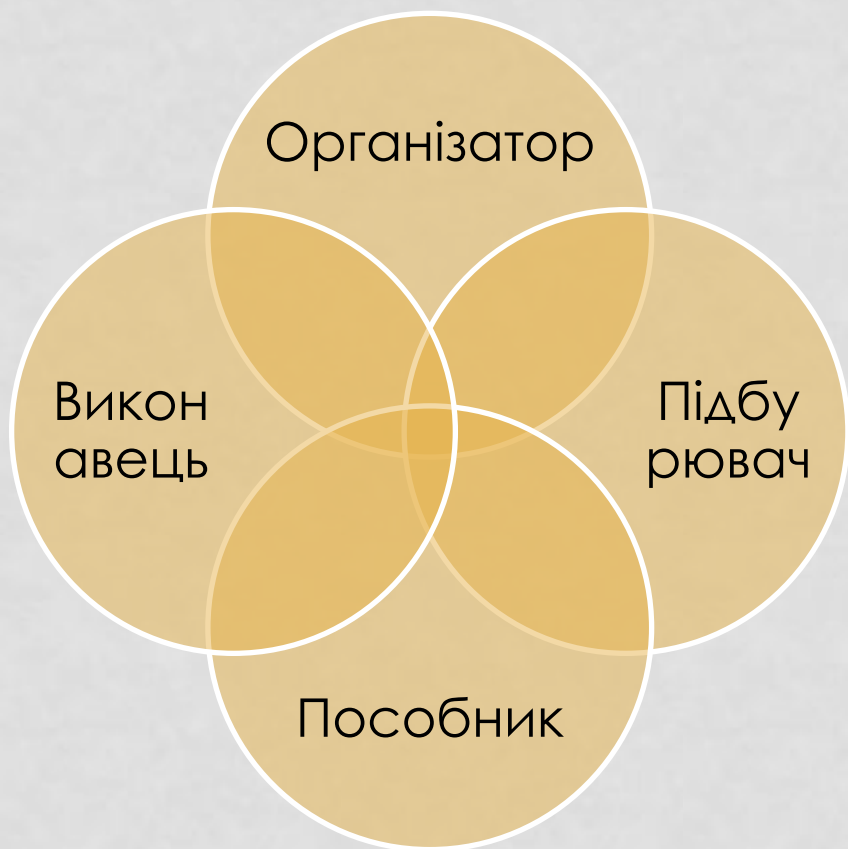 Організатор
Викон
авець
Підбу
рювач
Пособник